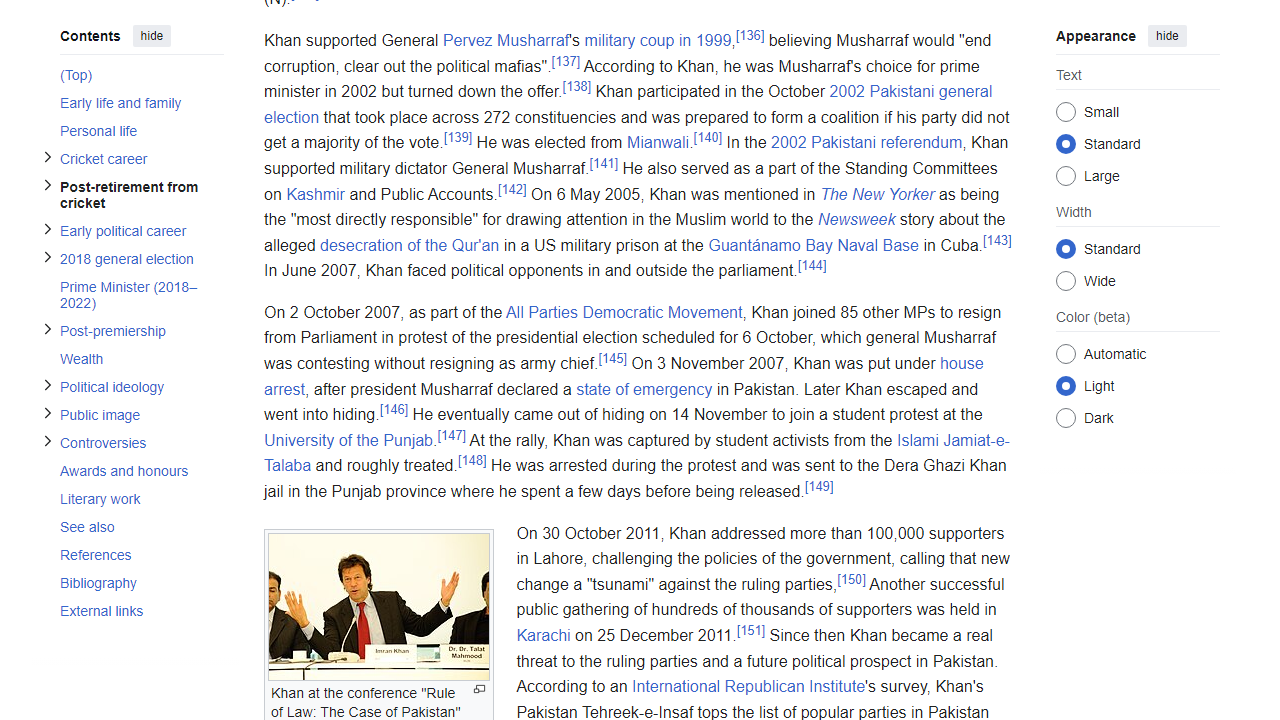 Contents hide
(Top)
Early life and family
Personal life
Cricket career
Post-retirement from
cricket
Early political career
2018 general election
Prime Minister (2018–
2022)
Post-premiership
Wealth
Political ideology
Public image
Controversies
Awards and honours
Literary work
See also
References
Bibliography
External links
Khan supported General Pervez Musharraf's military coup in 1999,[136] believing Musharraf would "end
corruption, clear out the political mafias".[137] According to Khan, he was Musharraf's choice for prime
minister in 2002 but turned down the offer.[138] Khan participated in the October 2002 Pakistani general
election that took place across 272 constituencies and was prepared to form a coalition if his party did not
get a majority of the vote.[139] He was elected from Mianwali.[140] In the 2002 Pakistani referendum, Khan
supported military dictator General Musharraf.[141] He also served as a part of the Standing Committees
on Kashmir and Public Accounts.[142] On 6 May 2005, Khan was mentioned in The New Yorker as being
the "most directly responsible" for drawing attention in the Muslim world to the Newsweek story about the
alleged desecration of the Qur'an in a US military prison at the Guantánamo Bay Naval Base in Cuba.[143]
In June 2007, Khan faced political opponents in and outside the parliament.[144]
On 2 October 2007, as part of the All Parties Democratic Movement, Khan joined 85 other MPs to resign
from Parliament in protest of the presidential election scheduled for 6 October, which general Musharraf
was contesting without resigning as army chief.[145] On 3 November 2007, Khan was put under house
arrest, after president Musharraf declared a state of emergency in Pakistan. Later Khan escaped and
went into hiding.[146] He eventually came out of hiding on 14 November to join a student protest at the
University of the Punjab.[147] At the rally, Khan was captured by student activists from the Islami Jamiat-e-
Talaba and roughly treated.[148] He was arrested during the protest and was sent to the Dera Ghazi Khan
jail in the Punjab province where he spent a few days before being released.[149]
Imran Khan
Dr. Dr. Talat
Mahmood
Khan at the conference "Rule
of Law: The Case of Pakistan"
On 30 October 2011, Khan addressed more than 100,000 supporters
in Lahore, challenging the policies of the government, calling that new
change a "tsunami" against the ruling parties,[150] Another successful
public gathering of hundreds of thousands of supporters was held in
Karachi on 25 December 2011.[151] Since then Khan became a real
threat to the ruling parties and a future political prospect in Pakistan.
According to an International Republican Institute's survey, Khan's
Pakistan Tehreek-e-Insaf tops the list of popular parties in Pakistan
Appearance hide
Text
Small
Standard
Large
Width
Standard
Wide
Color (beta)
Automatic
Light
Dark